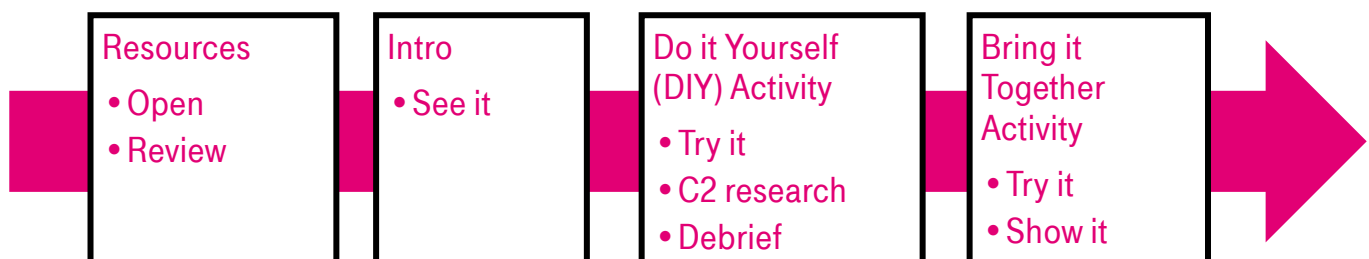 Resources
• Open
• Review
Intro
• See it
Do it Yourself
(DIY) Activity
• Try it
• C2 research
• Debrief
Bring it
Together
Activity
• Try it
• Show it